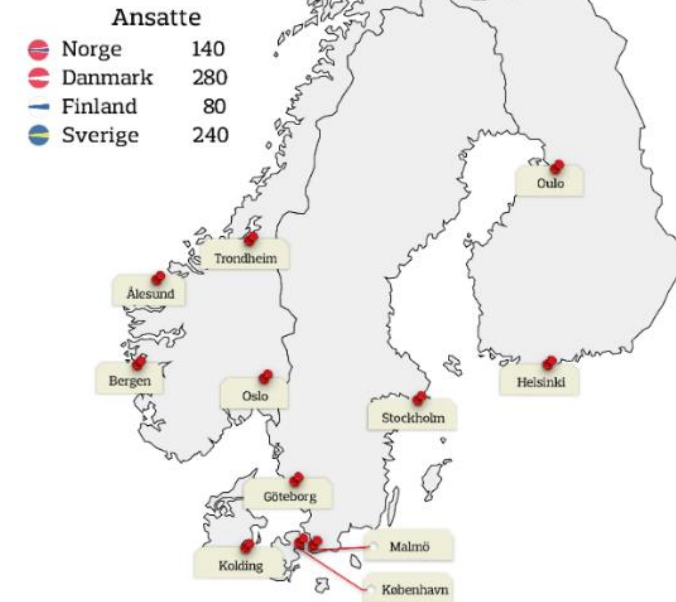 Ansatte
Norge 140
Danmark 280
Finland 80
Sverige 240
Oulo
Trondheim
Ålesund
Bergen
Oslo
Helsinki
Stockholm
Göteborg
Malmö
Kolding
København